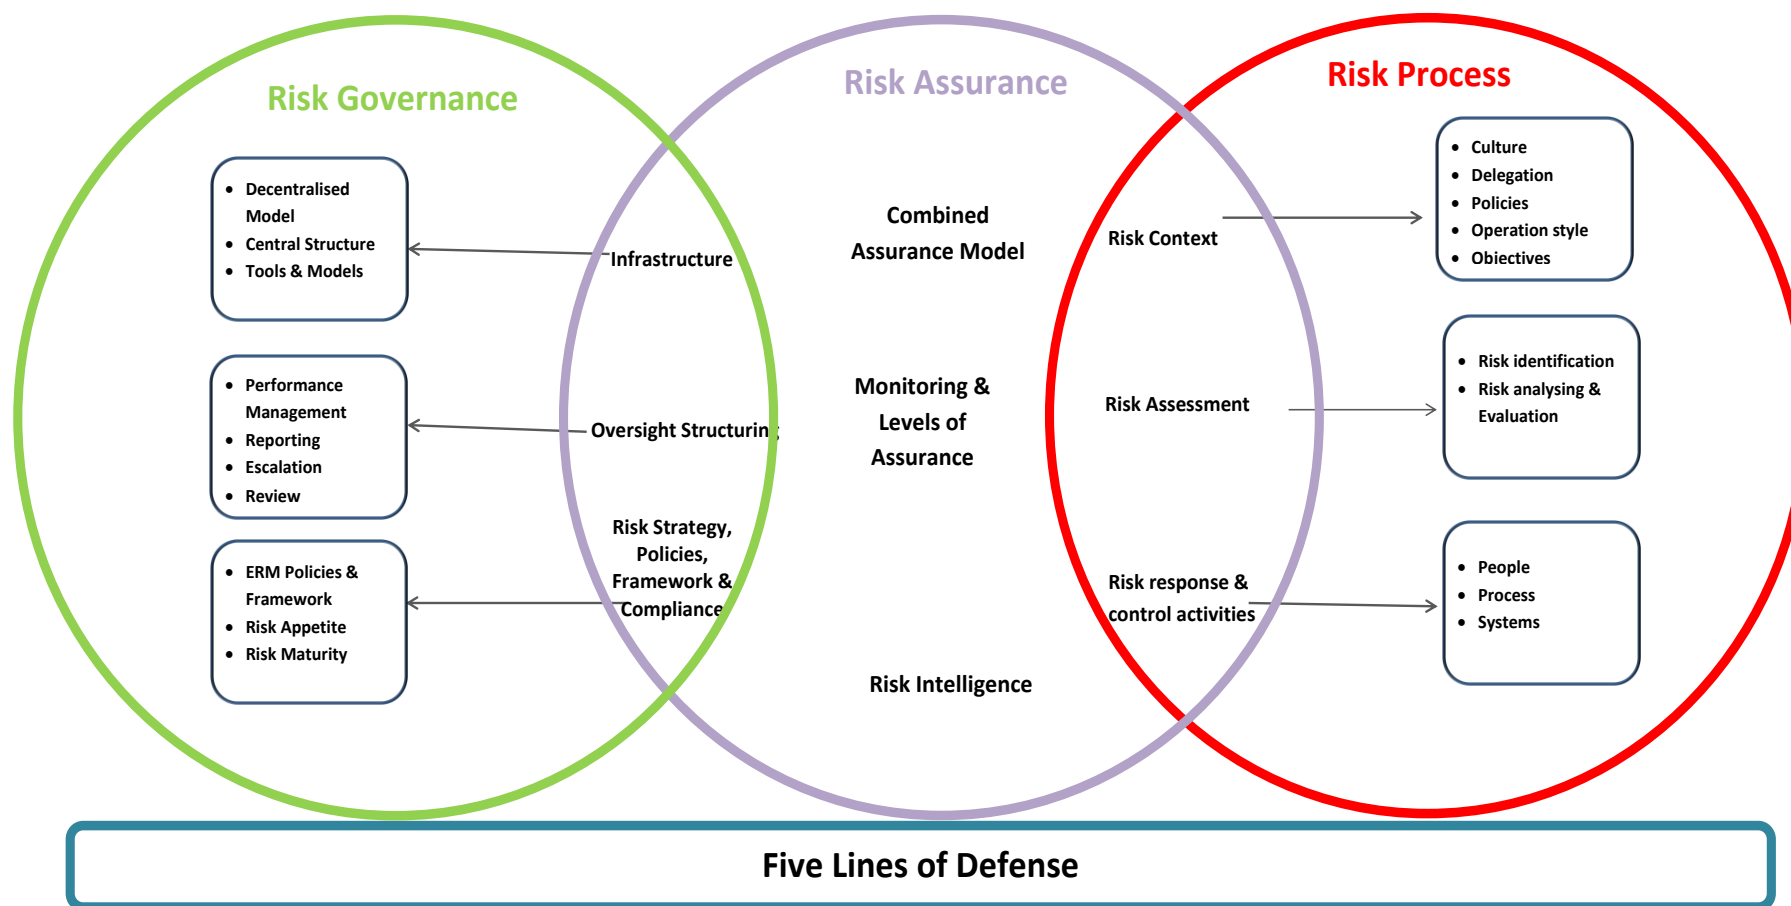 Risk Governance
• Decentralised
Model
• Central Structure
• Tools & Models
Infrastructure
• Performance
Management
• Reporting
• Escalation
• Review
Oversight Structuring
• ERM Policies &
Framework
• Risk Appetite
• Risk Maturity
Risk Strategy,
Policies,
Framework &
Compliance
Risk Assurance
Combined
Assurance Model
Monitoring &
Levels of
Assurance
Risk Intelligence
Risk Process
Risk Context
• Culture
• Delegation
• Policies
• Operation style
• Obiectives
Risk Assessment
• Risk identification
• Risk analysing &
Evaluation
Risk response &
control activities
• People
• Process
• Systems
Five Lines of Defense